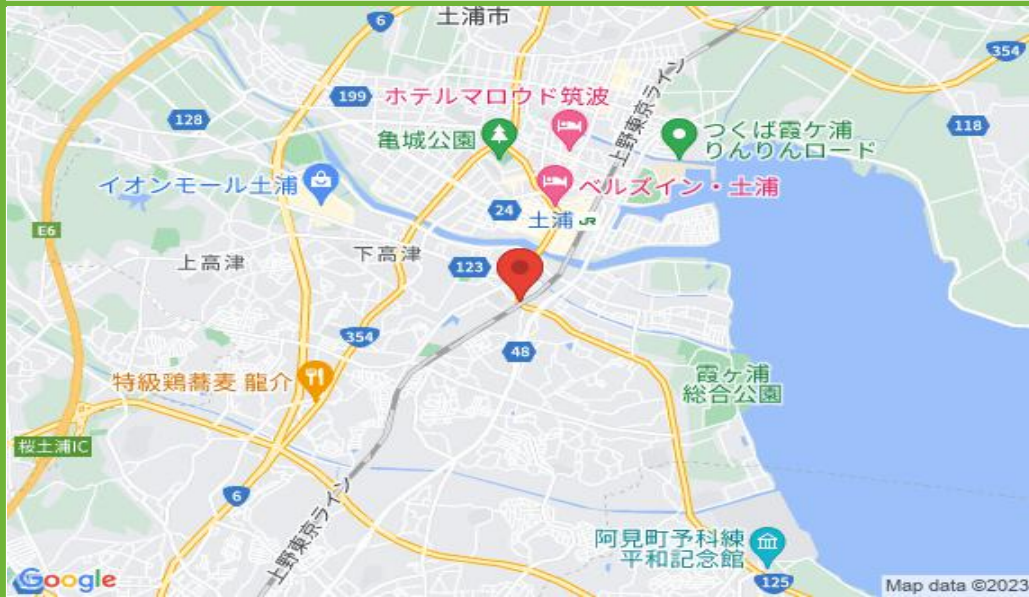 土浦市
6
354
199
ホテルマロウド筑波
上野東京ライン
128
118
亀城公園
つくば霞ケ浦
りんりんロード
イオンモール土浦
ベルズイン・土浦
24
土浦
JR
E6
上高津
下高津
123
354
48
特級鶏蕎麦 龍介
霞ヶ浦
総合公園
桜土浦IC
6
上野東京ライン
阿見町予科練
平和記念館
125
Google
Map data ©2023